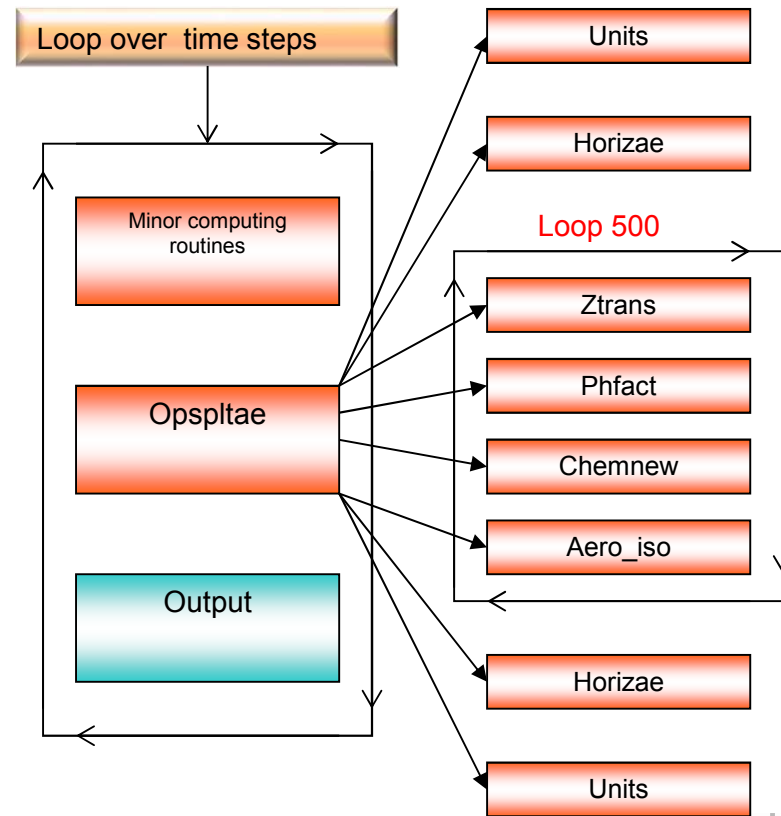 Loop over time steps
Minor computing
routines
Opspltae
Output
Units
Horizae
Loop 500
Ztrans
Phfact
Chemnew
Aero_iso
Horizae
Units